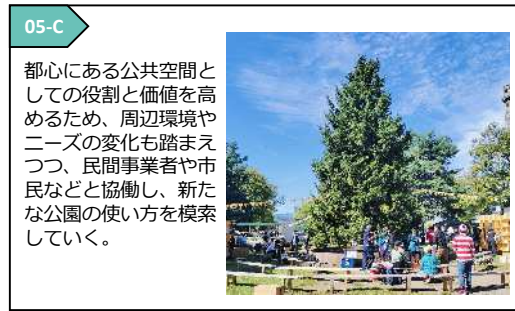 05-C
都心にある公共空間と
しての役割と価値を高
めるため、周辺環境や
ニーズの変化も踏まえ
つつ、民間事業者や市
民などと協働し、新た
な公園の使い方を模索
していく。